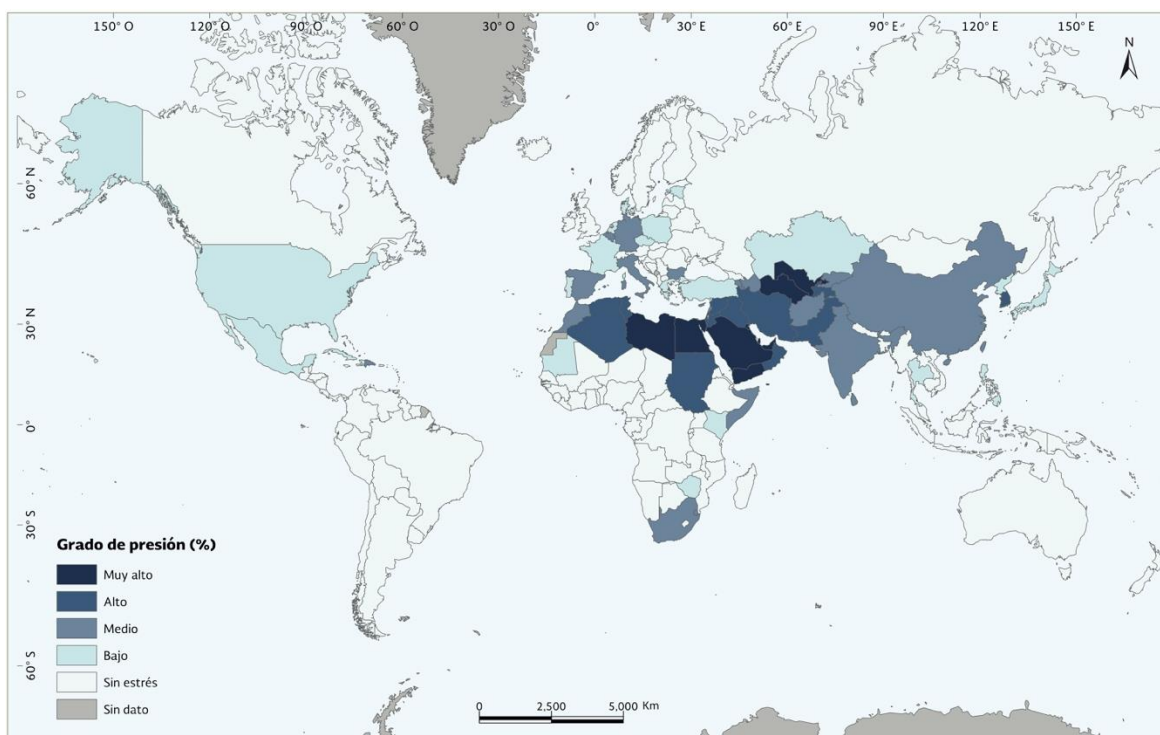 150° O 120° O 90° O 60° O 30° O 0° 30° E 60° E 90° E 120° E 150° E
N
60° N
30° N
0°
30° S
60° S
Grado de presión (%)
Muy alto
Alto
Medio
Bajo
Sin estrés
Sin dato
0 2,500 5,000 Km